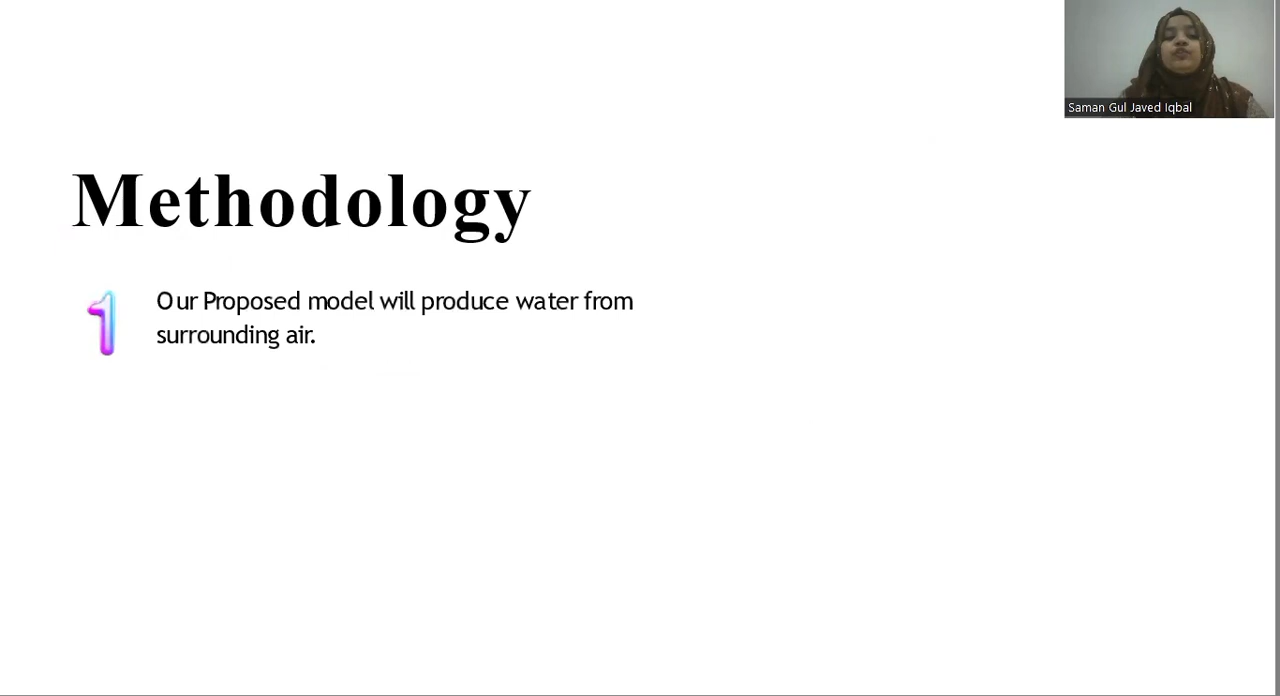 Saman Gul Javed Iqbal
Methodology
1
Our Proposed model will produce water from
surrounding air.